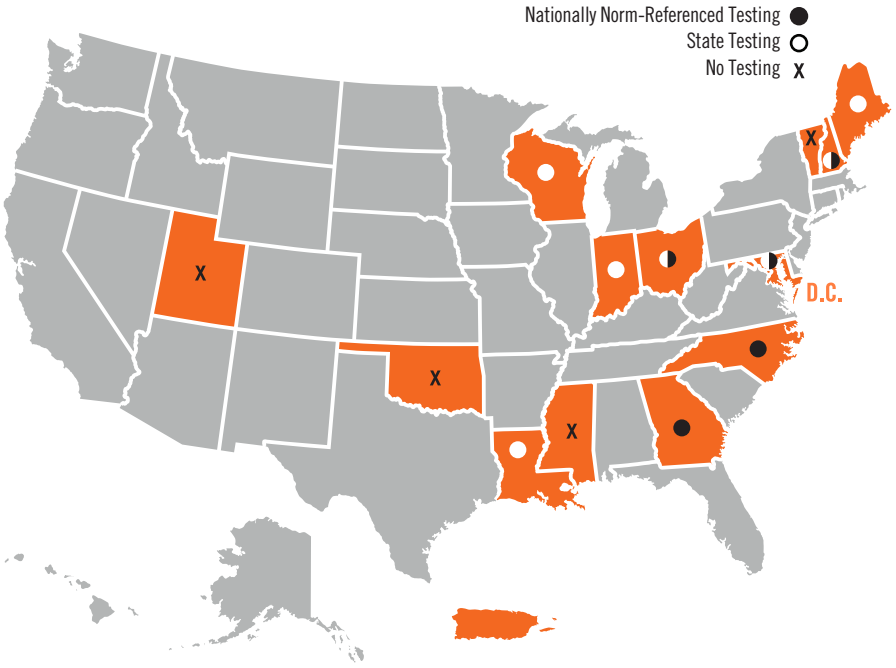 Nationally Norm-Referenced Testing
State Testing
No Testing X
X
X
D.C.
X
X